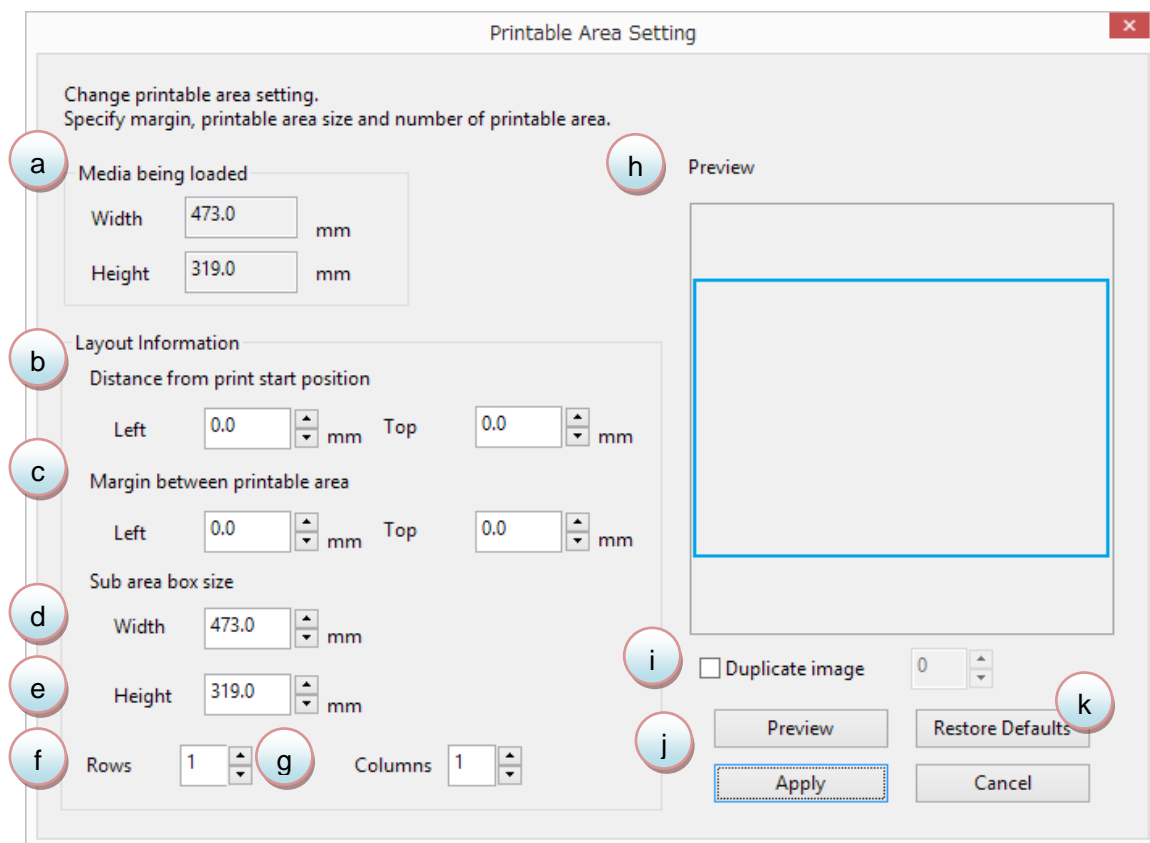 Printable Area Setting
Change printable area setting.
Specify margin, printable area size and number of printable area.
a
Media being loaded
Width 473.0 mm
Height 319.0 mm
b
Layout Information
Distance from print start position
Left 0.0 mm Top 0.0 mm
c
Margin between printable area
Left 0.0 mm Top 0.0 mm
Sub area box size
d
Width 473.0 mm
e
Height 319.0 mm
f
Rows 1
g
Columns 1
h
Preview
i
Duplicate image 0
j
Preview
k
Restore Defaults
Apply
Cancel